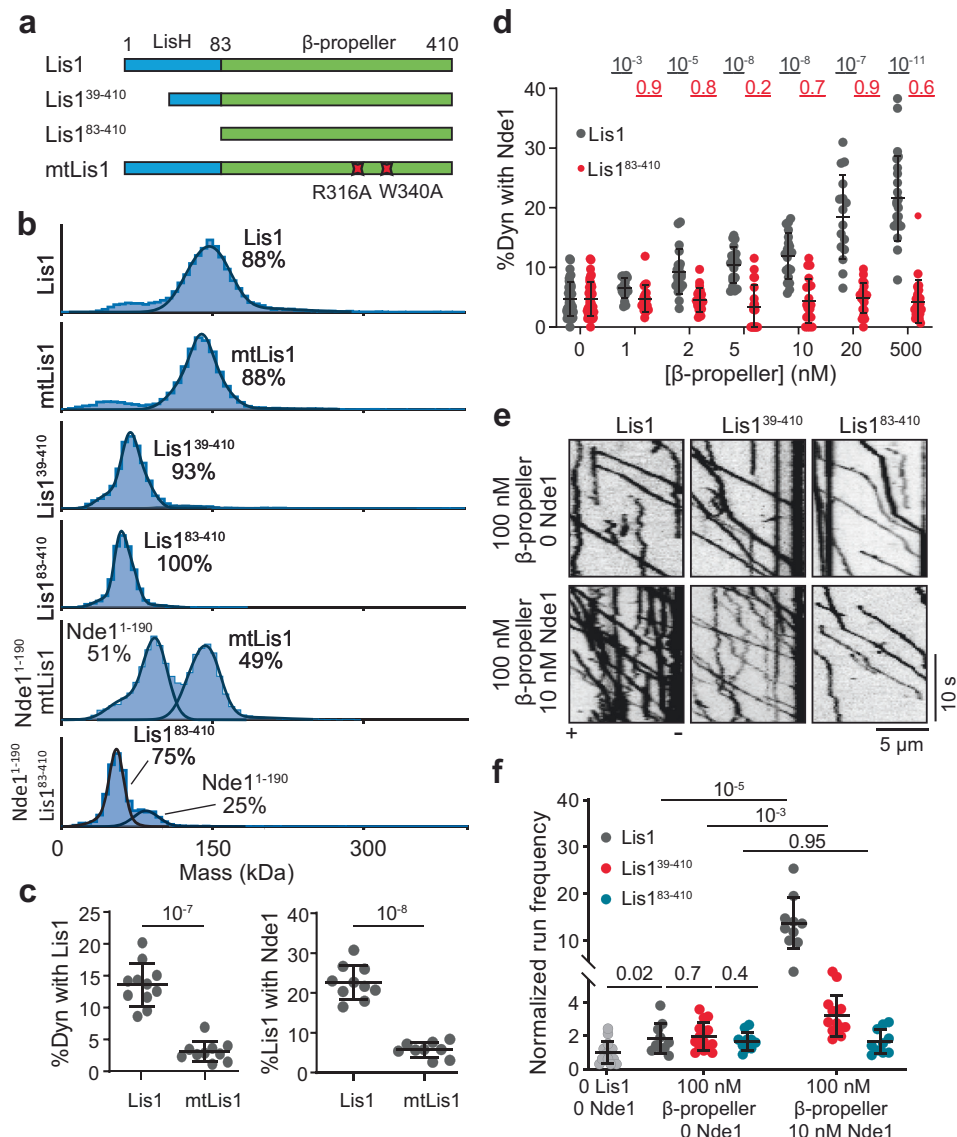 a
1 LisH 83 β-propeller 410
Lis1
Lis1³⁹⁻⁴¹⁰
Lis1⁸³⁻⁴¹⁰
mtLis1
R316A W340A
b
Lis1
Lis1
88%
mtLis1
mtLis1
88%
Lis1³⁹⁻⁴¹⁰
Lis1³⁹⁻⁴¹⁰
93%
Lis1⁸³⁻⁴¹⁰
Lis1⁸³⁻⁴¹⁰
100%
Nde1¹⁻¹⁹⁰
mtLis1
Nde1¹⁻¹⁹⁰
51%
mtLis1
49%
Nde1¹⁻¹⁹⁰
Lis1⁸³⁻⁴¹⁰
Lis1⁸³⁻⁴¹⁰
75%
Nde1¹⁻¹⁹⁰
25%
0 150 300
Mass (kDa)
c
%Dyn with Lis1
25
20
15
10
5
0
10⁻⁷
Lis1 mtLis1
%Lis1 with Nde1
40
30
20
10
0
10⁻⁸
Lis1 mtLis1
d
10⁻³ 10⁻⁵ 10⁻⁸ 10⁻⁸ 10⁻⁷ 10⁻¹¹
0.9 0.8 0.2 0.7 0.9 0.6
%Dyn with Nde1
40
30
20
10
0
Lis1
Lis1⁸³⁻⁴¹⁰
0 1 2 5 10 20 500
[β-propeller] (nM)
e
Lis1 Lis1³⁹⁻⁴¹⁰ Lis1⁸³⁻⁴¹⁰
100 nM
β-propeller
0 Nde1
100 nM
β-propeller
10 nM Nde1
+ -
10 s
5 µm
f
Normalized run frequency
40
30
20
10
4
2
0
10⁻⁵
10⁻³
0.95
Lis1
Lis1³⁹⁻⁴¹⁰
Lis1⁸³⁻⁴¹⁰
0.02 0.7 0.4
0 Lis1
0 Nde1
100 nM
β-propeller
0 Nde1
100 nM
β-propeller
10 nM Nde1